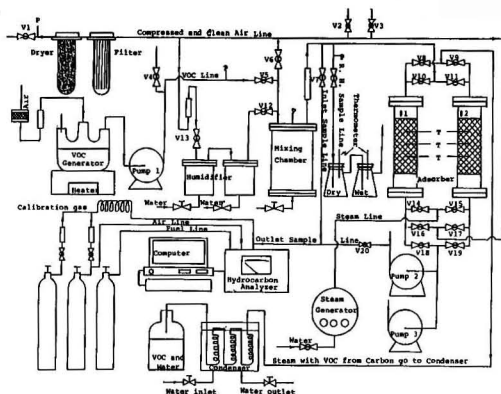 V1
P
Compressed and Clean Air Line
V2
V3
Dryer
Filter
V6
V8
V9
VOC Line
P
V5
V7
V10
V11
Air
V12
P
Inlet Sample Line
R. H. Sample Line
Thermometer
#1
#2
V13
VOC
Generator
Pump 1
Humidifier
Mixing
Chamber
T
T
T
Dry
Wet
Adsorber
Heater
Water
Water
Steam Line
V14
V15
Calibration gas
Air Line
Fuel Line
V16
V17
Outlet Sample
Line
V20
V18
V19
Computer
Hydrocarbon
Analyzer
Pump 2
Steam
Generator
VOC and
Water
Condenser
Water
Pump 3
Steam with VOC from Carbon go to Condenser
Water inlet
Water outlet